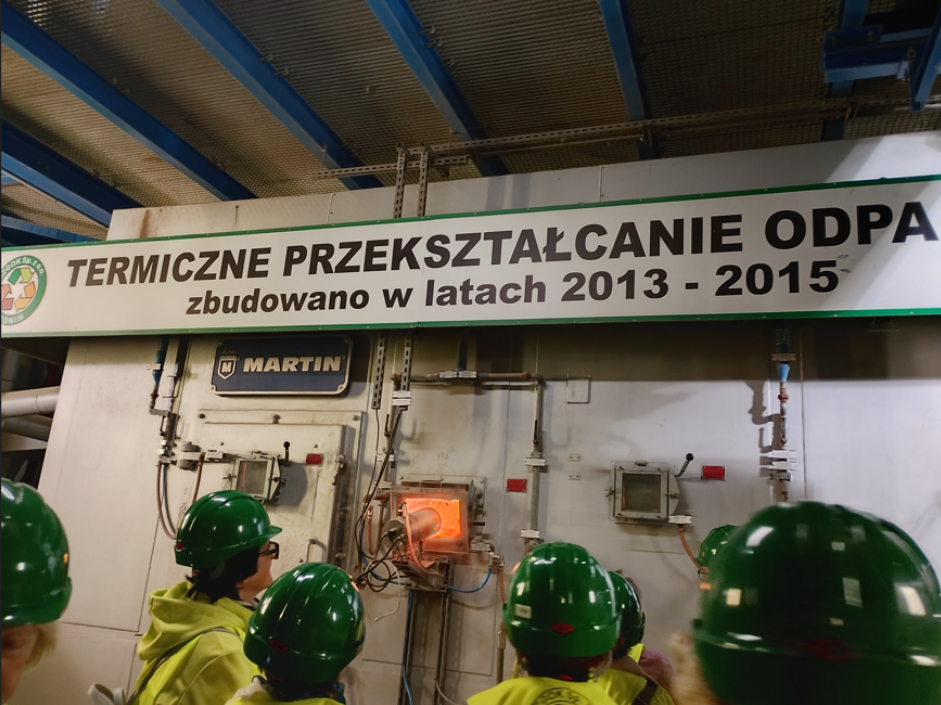 TERMICZNE PRZEKSZTAŁCANIE ODPA
zbudowano w latach 2013 - 2015
M MARTIN